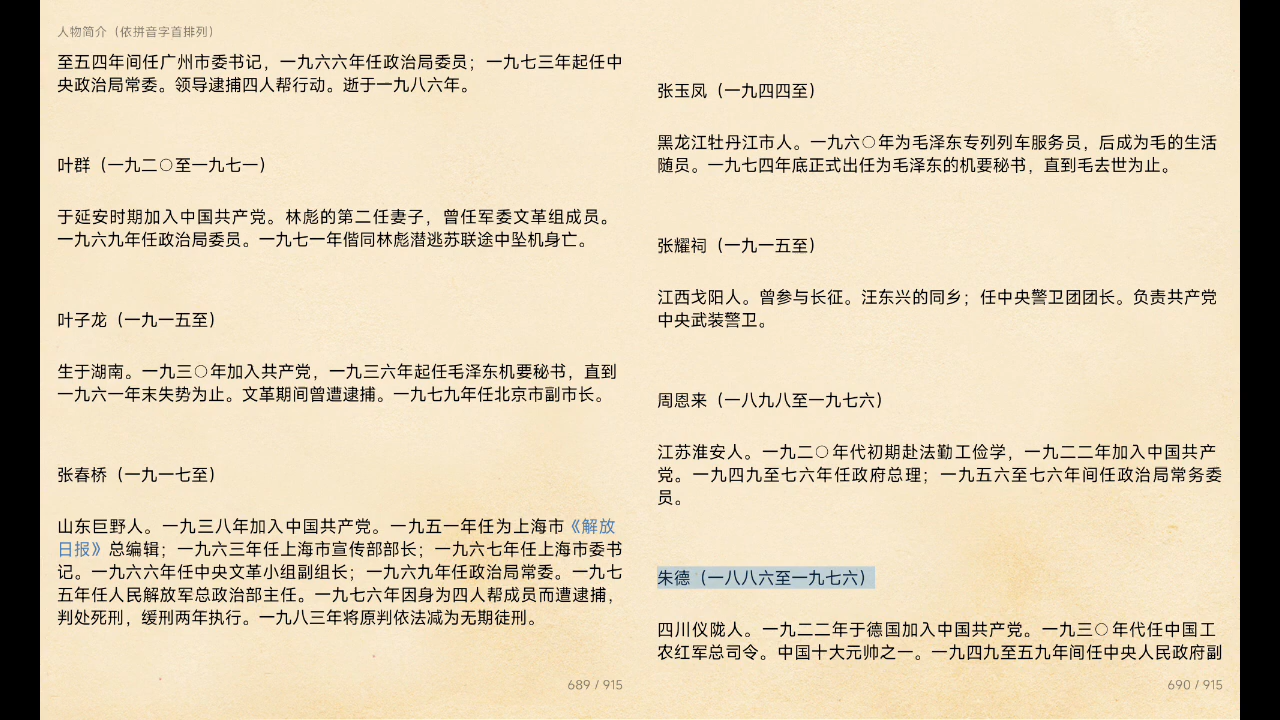 人物简介（依拼音字首排列）
至五四年间任广州市委书记，一九六六年任政治局委员；一九七三年起任中
央政治局常委。领导逮捕四人帮行动。逝于一九八六年。
叶群（一九二〇至一九七一）
于延安时期加入中国共产党。林彪的第二任妻子，曾任军委文革组成员。
一九六九年任政治局委员。一九七一年偕同林彪潜逃苏联途中坠机身亡。
叶子龙（一九一五至）
生于湖南。一九三〇年加入共产党，一九三六年起任毛泽东机要秘书，直到
一九六一年末失势为止。文革期间曾遭逮捕。一九七九年任北京市副市长。
张春桥（一九一七至）
山东巨野人。一九三八年加入中国共产党。一九五一年任为上海市《解放
日报》总编辑；一九六三年任上海市宣传部部长；一九六七年任上海市委书
记。一九六六年任中央文革小组副组长；一九六九年任政治局常委。一九七
五年任人民解放军总政治部主任。一九七六年因身为四人帮成员而遭逮捕，
判处死刑，缓刑两年执行。一九八三年将原判依法减为无期徒刑。
689 / 915
张玉凤（一九四四至）
黑龙江牡丹江市人。一九六〇年为毛泽东专列列车服务员，后成为毛的生活
随员。一九七四年底正式出任为毛泽东的机要秘书，直到毛去世为止。
张耀祠（一九一五至）
江西戈阳人。曾参与长征。汪东兴的同乡；任中央警卫团团长。负责共产党
中央武装警卫。
周恩来（一八九八至一九七六）
江苏淮安人。一九二〇年代初期赴法勤工俭学，一九二二年加入中国共产
党。一九四九至七六年任政府总理；一九五六至七六年间任政治局常务委
员。
朱德（一八八六至一九七六）
四川仪陇人。一九二二年于德国加入中国共产党。一九三〇年代任中国工
农红军总司令。中国十大元帅之一。一九四九至五九年间任中央人民政府副
690 / 915